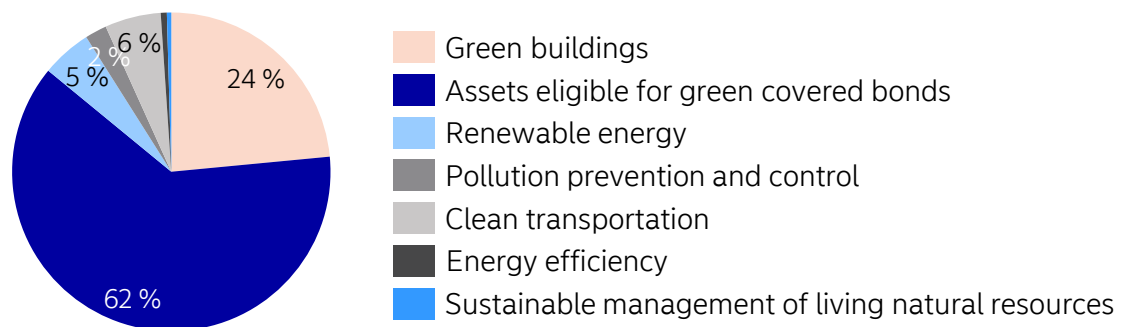 6 %
2 %
5 %
24 %
62 %
Green buildings
Assets eligible for green covered bonds
Renewable energy
Pollution prevention and control
Clean transportation
Energy efficiency
Sustainable management of living natural resources